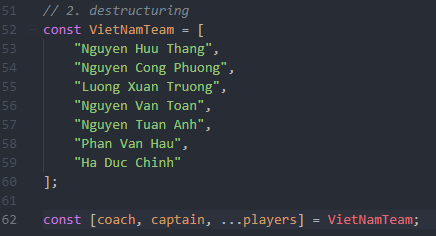 51 // 2. destructuring
52 const VietNamTeam = [
53 "Nguyen Huu Thang",
54 "Nguyen Cong Phuong",
55 "Luong Xuan Truong",
56 "Nguyen Van Toan",
57 "Nguyen Tuan Anh",
58 "Phan Van Hau",
59 "Ha Duc Chinh"
60 ];
61
62 const [coach, captain, ...players] = VietNamTeam;